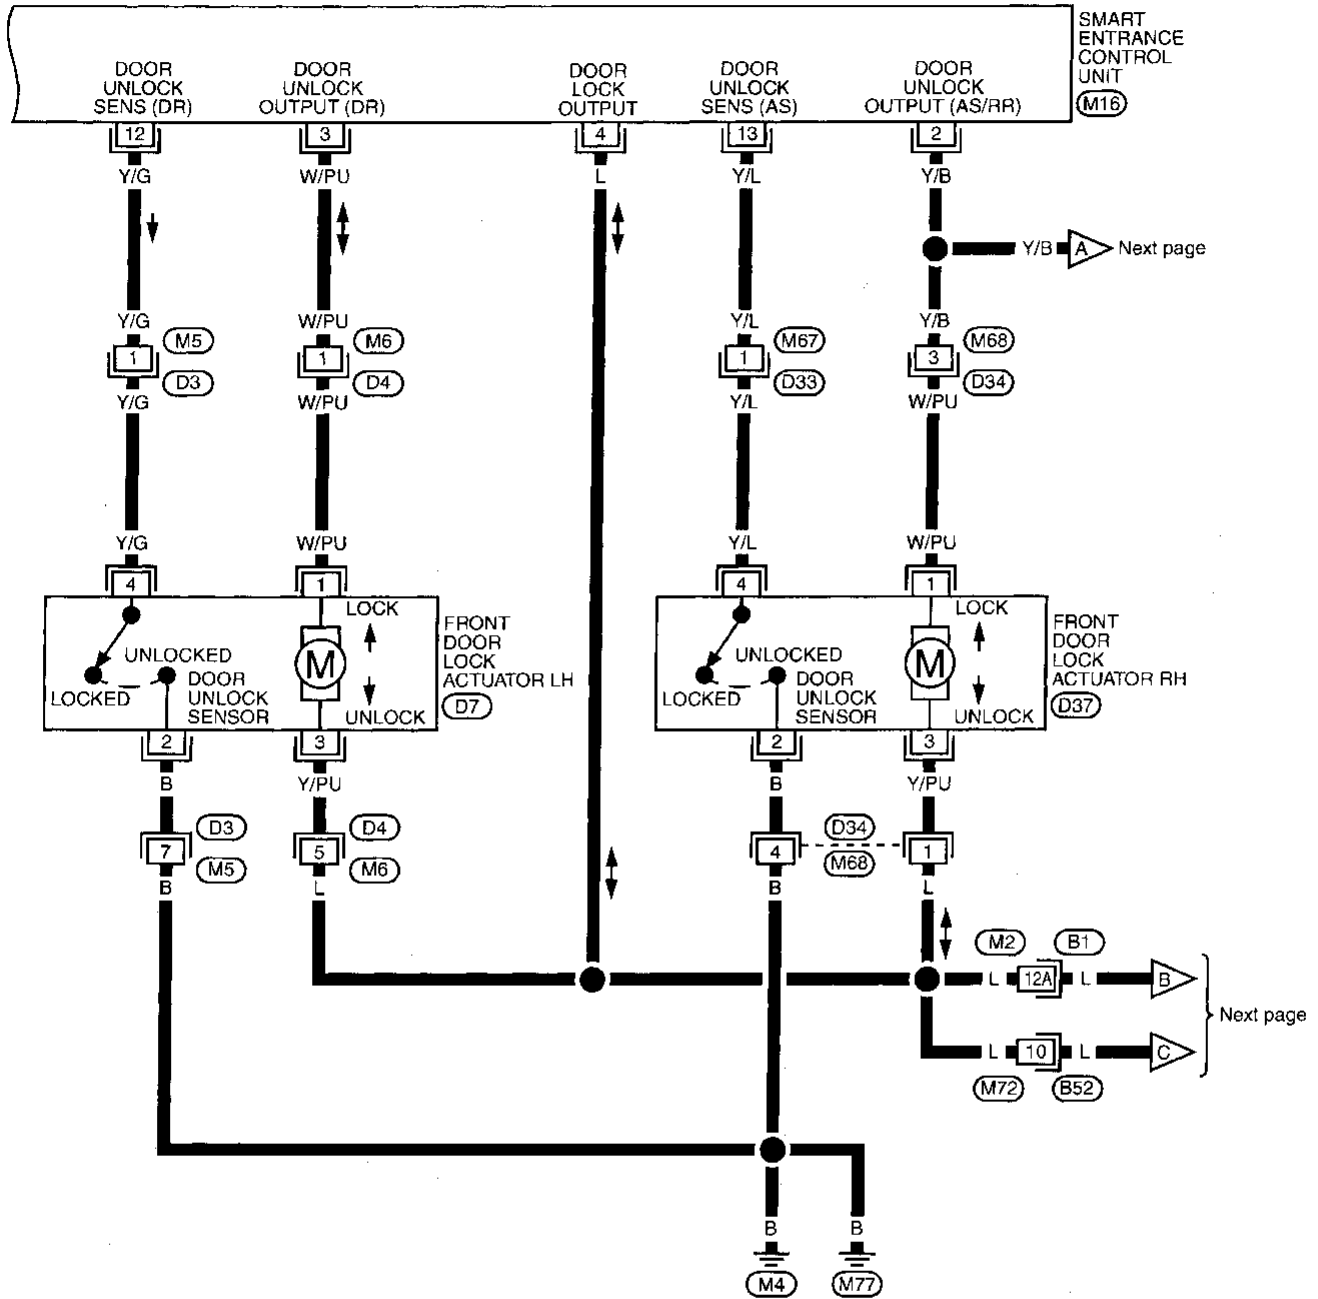 SMART
ENTRANCE
CONTROL
UNIT
M16
DOOR
UNLOCK
SENS (DR)
DOOR
UNLOCK
OUTPUT (DR)
DOOR
LOCK
OUTPUT
DOOR
UNLOCK
SENS (AS)
DOOR
UNLOCK
OUTPUT (AS/RR)
12
3
4
13
2
Y/G
W/PU
L
Y/L
Y/B
Y/B
A
Next page
Y/G
W/PU
Y/L
Y/B
1
M5
D3
1
M6
D4
1
M67
D33
3
M68
D34
Y/G
W/PU
Y/L
W/PU
Y/G
W/PU
Y/L
W/PU
4
1
4
1
LOCK
UNLOCKED
LOCKED
DOOR
UNLOCK
SENSOR
M
UNLOCK
FRONT
DOOR
LOCK
ACTUATOR LH
D7
LOCK
UNLOCKED
LOCKED
DOOR
UNLOCK
SENSOR
M
UNLOCK
FRONT
DOOR
LOCK
ACTUATOR RH
D37
2
3
2
3
B
Y/PU
B
Y/PU
7
D3
M5
5
D4
M6
4
D34
M68
1
B
L
B
L
M2
B1
L
12A
L
B
Next page
L
10
L
C
M72
B52
B
B
M4
M77